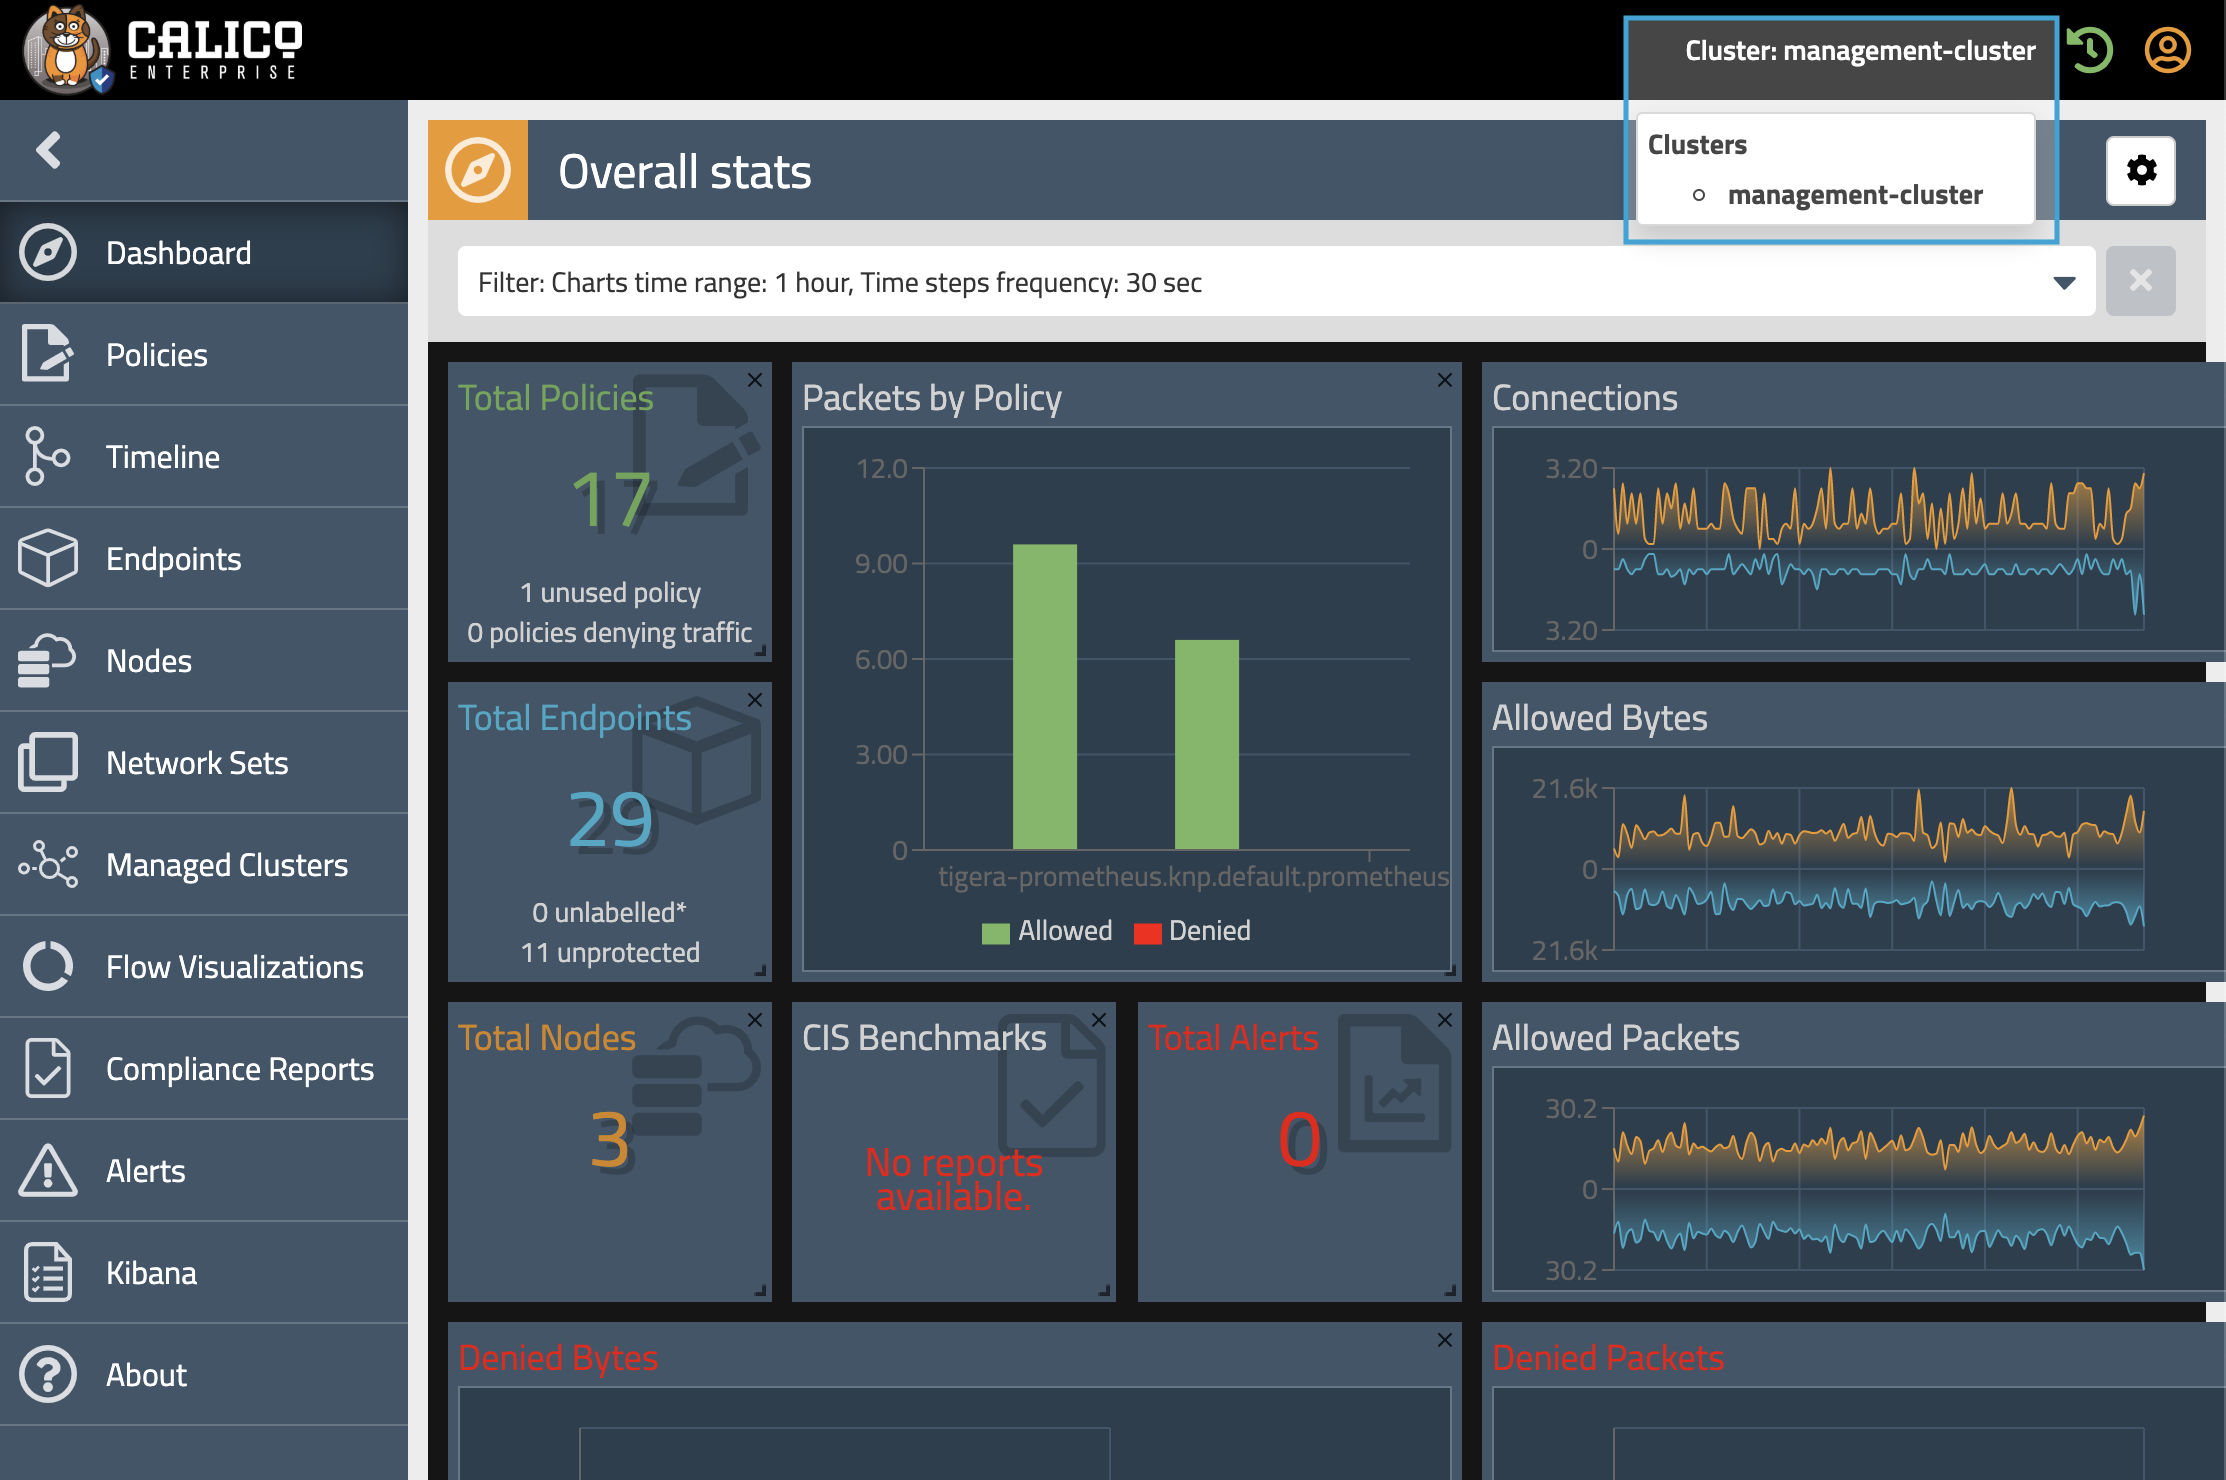 CALICO
ENTERPRISE
Cluster: management-cluster
Clusters
management-cluster
Dashboard
Policies
Timeline
Endpoints
Nodes
Network Sets
Managed Clusters
Flow Visualizations
Compliance Reports
Alerts
Kibana
About
Overall stats
Filter: Charts time range: 1 hour, Time steps frequency: 30 sec
Total Policies
17
1 unused policy
0 policies denying traffic
Packets by Policy
12.0
9.00
6.00
3.00
0
tigera-prometheus.knp.default.prometheus
Allowed
Denied
Connections
3.20
0
3.20
Total Endpoints
29
0 unlabelled*
11 unprotected
Allowed Bytes
21.6k
0
21.6k
Total Nodes
3
CIS Benchmarks
No reports
available.
Total Alerts
0
Allowed Packets
30.2
0
30.2
Denied Bytes
Denied Packets